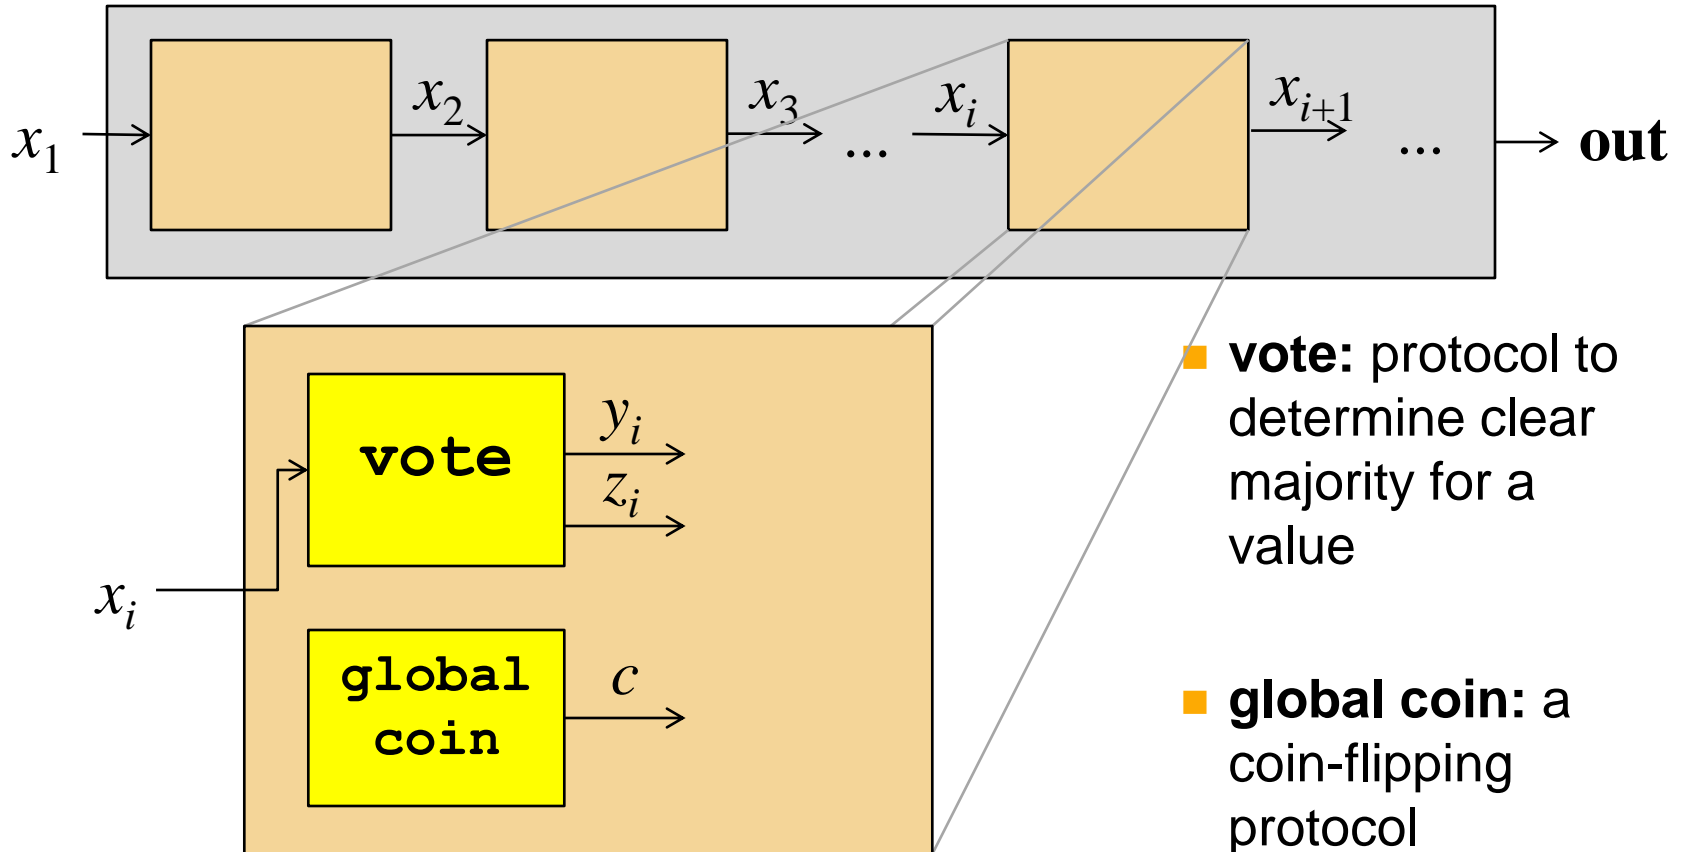 x₁ x₂ x₃ ... xᵢ xᵢ₊₁ ... out
vote yᵢ
zᵢ
xᵢ
global
coin c
■ vote: protocol to
determine clear
majority for a
value
■ global coin: a
coin-flipping
protocol